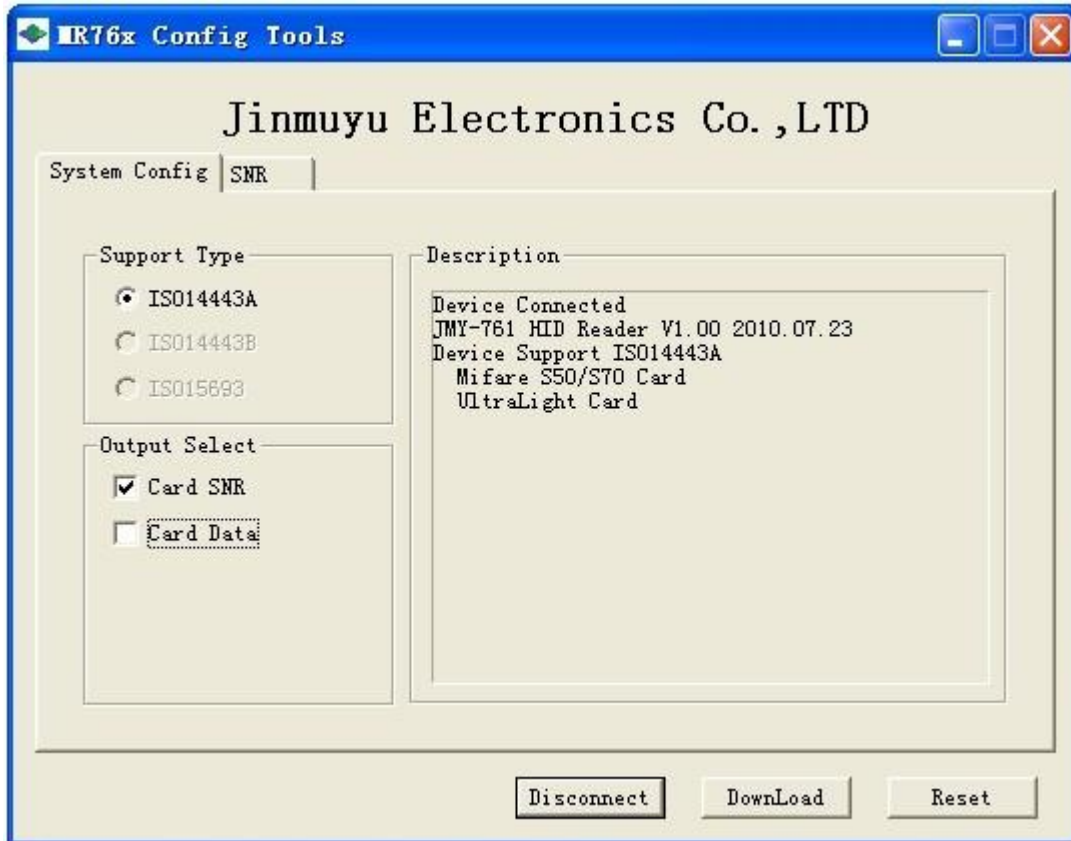 MR76x Config Tools
Jinmuyu Electronics Co.,LTD
System Config
SNR
Support Type
ISO14443A
ISO14443B
ISO15693
Output Select
Card SNR
Card Data
Description
Device Connected
JMY-761 HID Reader V1.00 2010.07.23
Device Support ISO14443A
Mifare S50/S70 Card
UltraLight Card
Disconnect
DownLoad
Reset